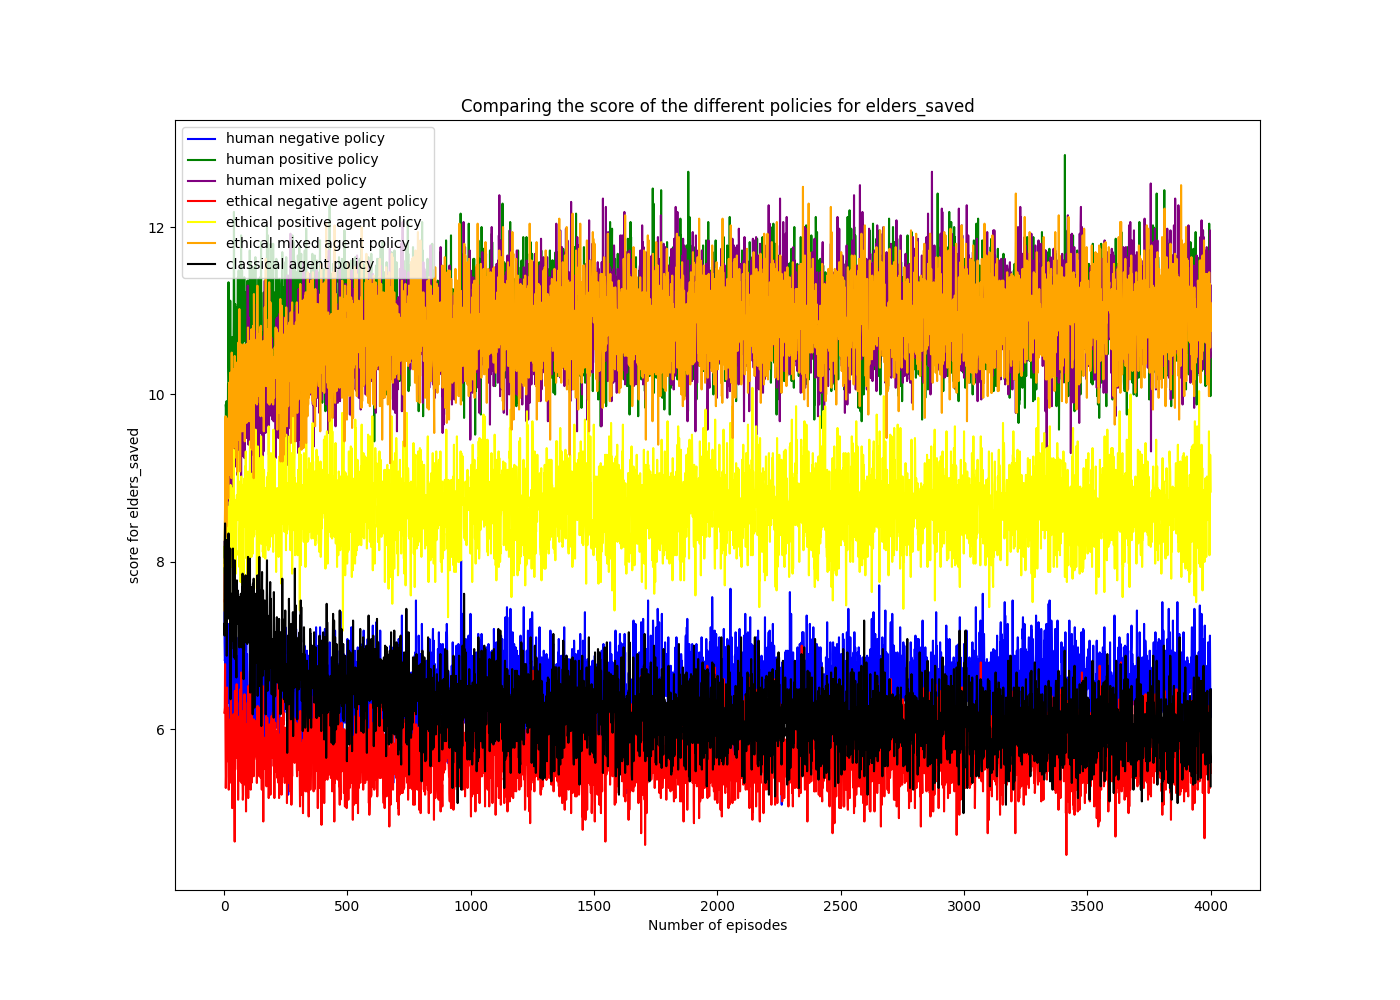 Comparing the score of the different policies for elders_saved
human negative policy
human positive policy
human mixed policy
ethical negative agent policy
ethical positive agent policy
ethical mixed agent policy
classical agent policy
score for elders_saved
12
10
8
6
0 500 1000 1500 2000 2500 3000 3500 4000
Number of episodes